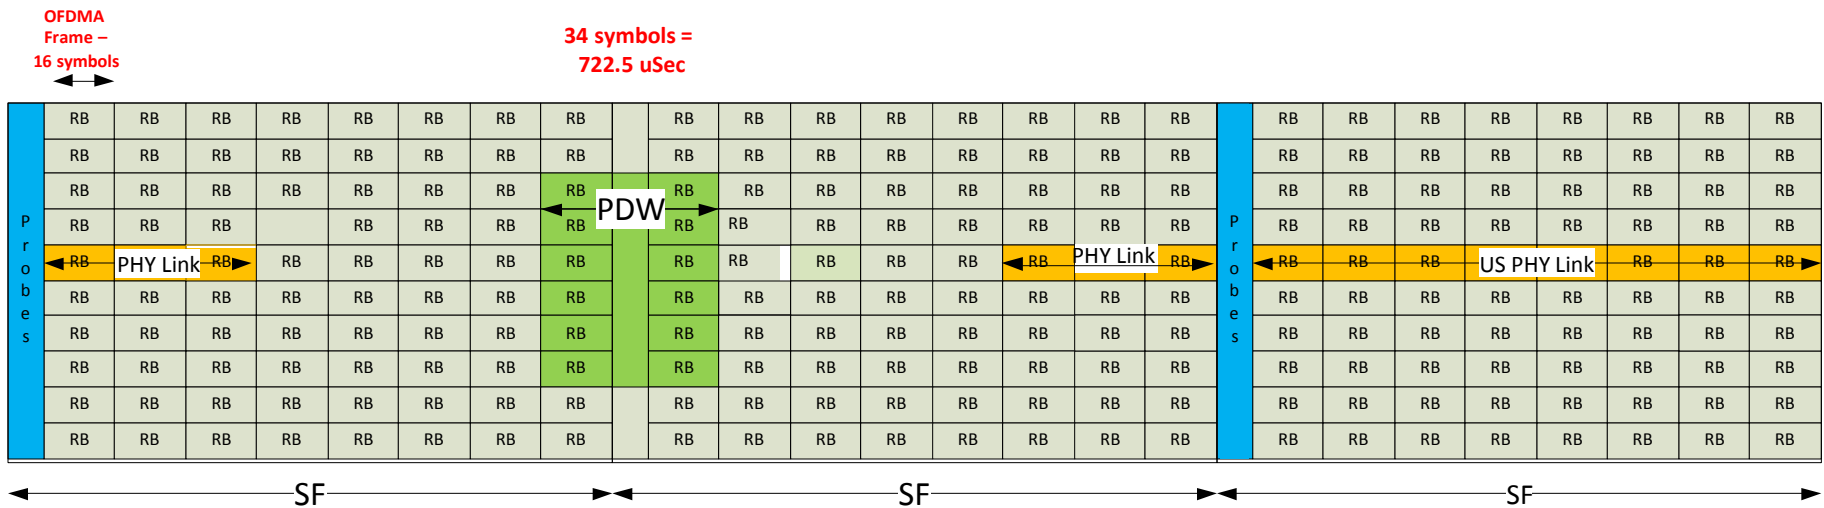 OFDMA
Frame –
16 symbols
34 symbols =
722.5 uSec
RB RB RB RB RB RB RB RB RB RB RB RB RB RB RB RB RB RB RB RB RB RB RB RB
RB RB RB RB RB RB RB RB RB RB RB RB RB RB RB RB RB RB RB RB RB RB RB RB
RB RB RB RB RB RB RB RB RB RB RB RB RB RB RB RB RB RB RB RB RB RB RB RB
PDW
RB RB RB RB RB RB RB RB RB RB RB RB RB RB RB RB RB RB RB RB RB RB RB
Probes
Probes
RB PHY Link RB RB RB RB RB RB RB RB RB RB RB RB PHY Link RB RB RB RB US PHY Link RB RB RB
RB RB RB RB RB RB RB RB RB RB RB RB RB RB RB RB RB RB RB RB RB RB RB RB
RB RB RB RB RB RB RB RB RB RB RB RB RB RB RB RB RB RB RB RB RB RB RB RB
RB RB RB RB RB RB RB RB RB RB RB RB RB RB RB RB RB RB RB RB RB RB RB RB
RB RB RB RB RB RB RB RB RB RB RB RB RB RB RB RB RB RB RB RB RB RB RB RB
RB RB RB RB RB RB RB RB RB RB RB RB RB RB RB RB RB RB RB RB RB RB RB RB
SF SF SF